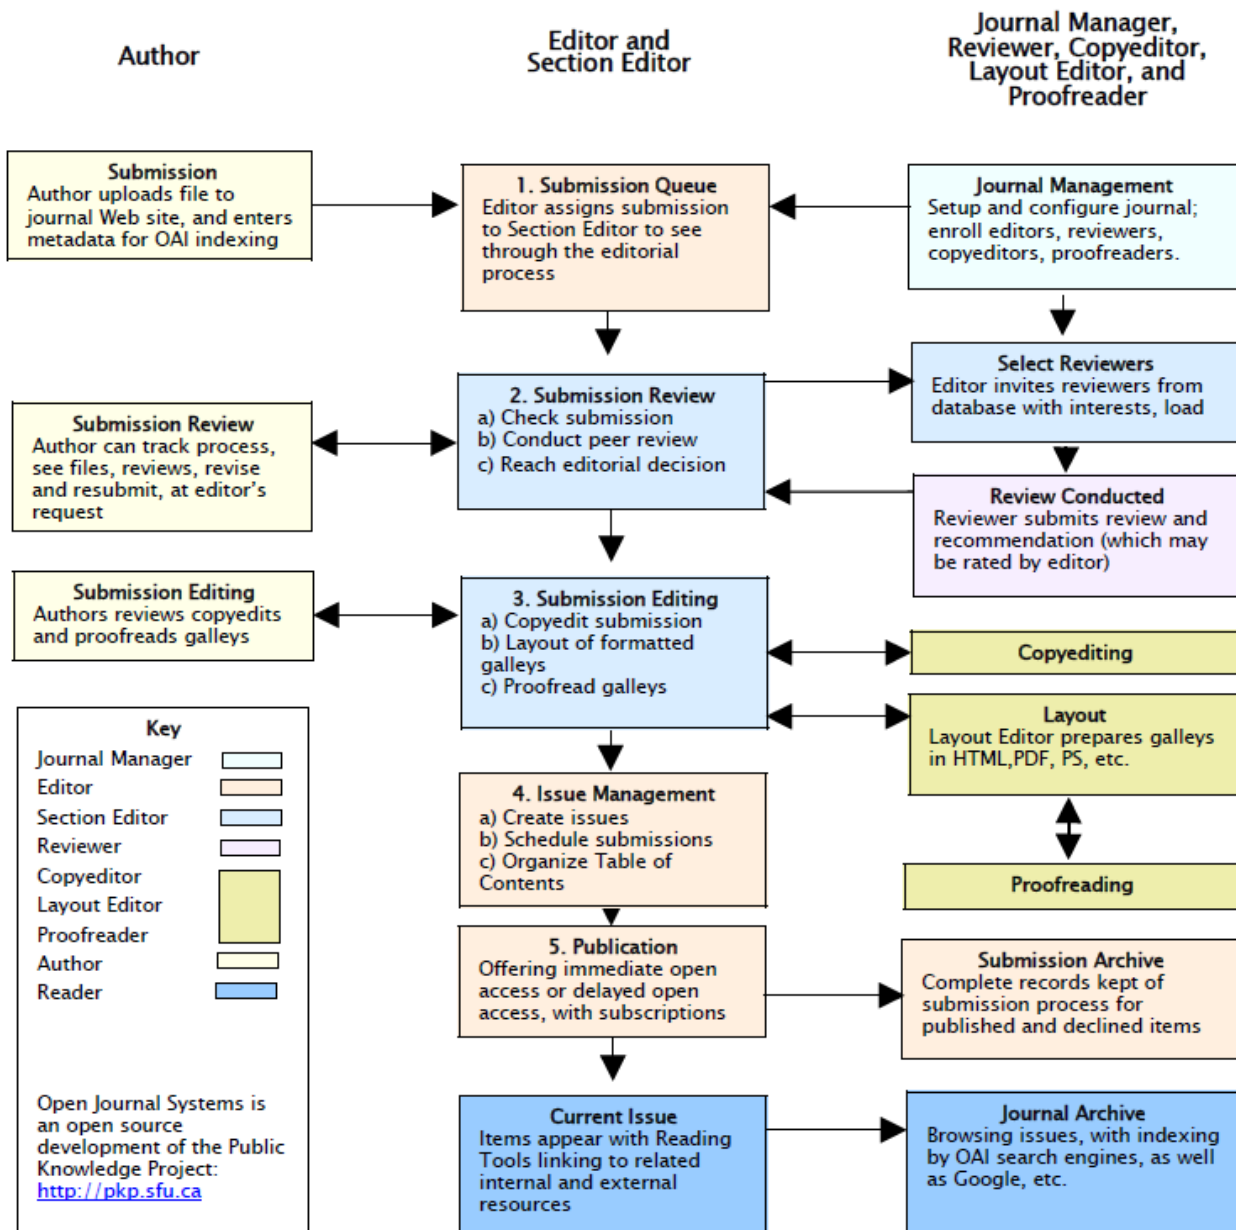 Author
Editor and
Section Editor
Journal Manager,
Reviewer, Copyeditor,
Layout Editor, and
Proofreader
Submission
Author uploads file to
journal Web site, and enters
metadata for OAI indexing
1. Submission Queue
Editor assigns submission
to Section Editor to see
through the editorial
process
Journal Management
Setup and configure journal;
enroll editors, reviewers,
copyeditors, proofreaders.
Select Reviewers
Editor invites reviewers from
database with interests, load
2. Submission Review
a) Check submission
b) Conduct peer review
c) Reach editorial decision
Submission Review
Author can track process,
see files, reviews, revise
and resubmit, at editor's
request
Review Conducted
Reviewer submits review and
recommendation (which may
be rated by editor)
Submission Editing
Authors reviews copyedits
and proofreads galleys
3. Submission Editing
a) Copyedit submission
b) Layout of formatted
galleys
c) Proofread galleys
Copyediting
Layout
Layout Editor prepares galleys
in HTML,PDF, PS, etc.
Proofreading
4. Issue Management
a) Create issues
b) Schedule submissions
c) Organize Table of
Contents
5. Publication
Offering immediate open
access or delayed open
access, with subscriptions
Submission Archive
Complete records kept of
submission process for
published and declined items
Current Issue
Items appear with Reading
Tools linking to related
internal and external
resources
Journal Archive
Browsing issues, with indexing
by OAI search engines, as well
as Google, etc.
Key
Journal Manager
Editor
Section Editor
Reviewer
Copyeditor
Layout Editor
Proofreader
Author
Reader
Open Journal Systems is
an open source
development of the Public
Knowledge Project:
http://pkp.sfu.ca